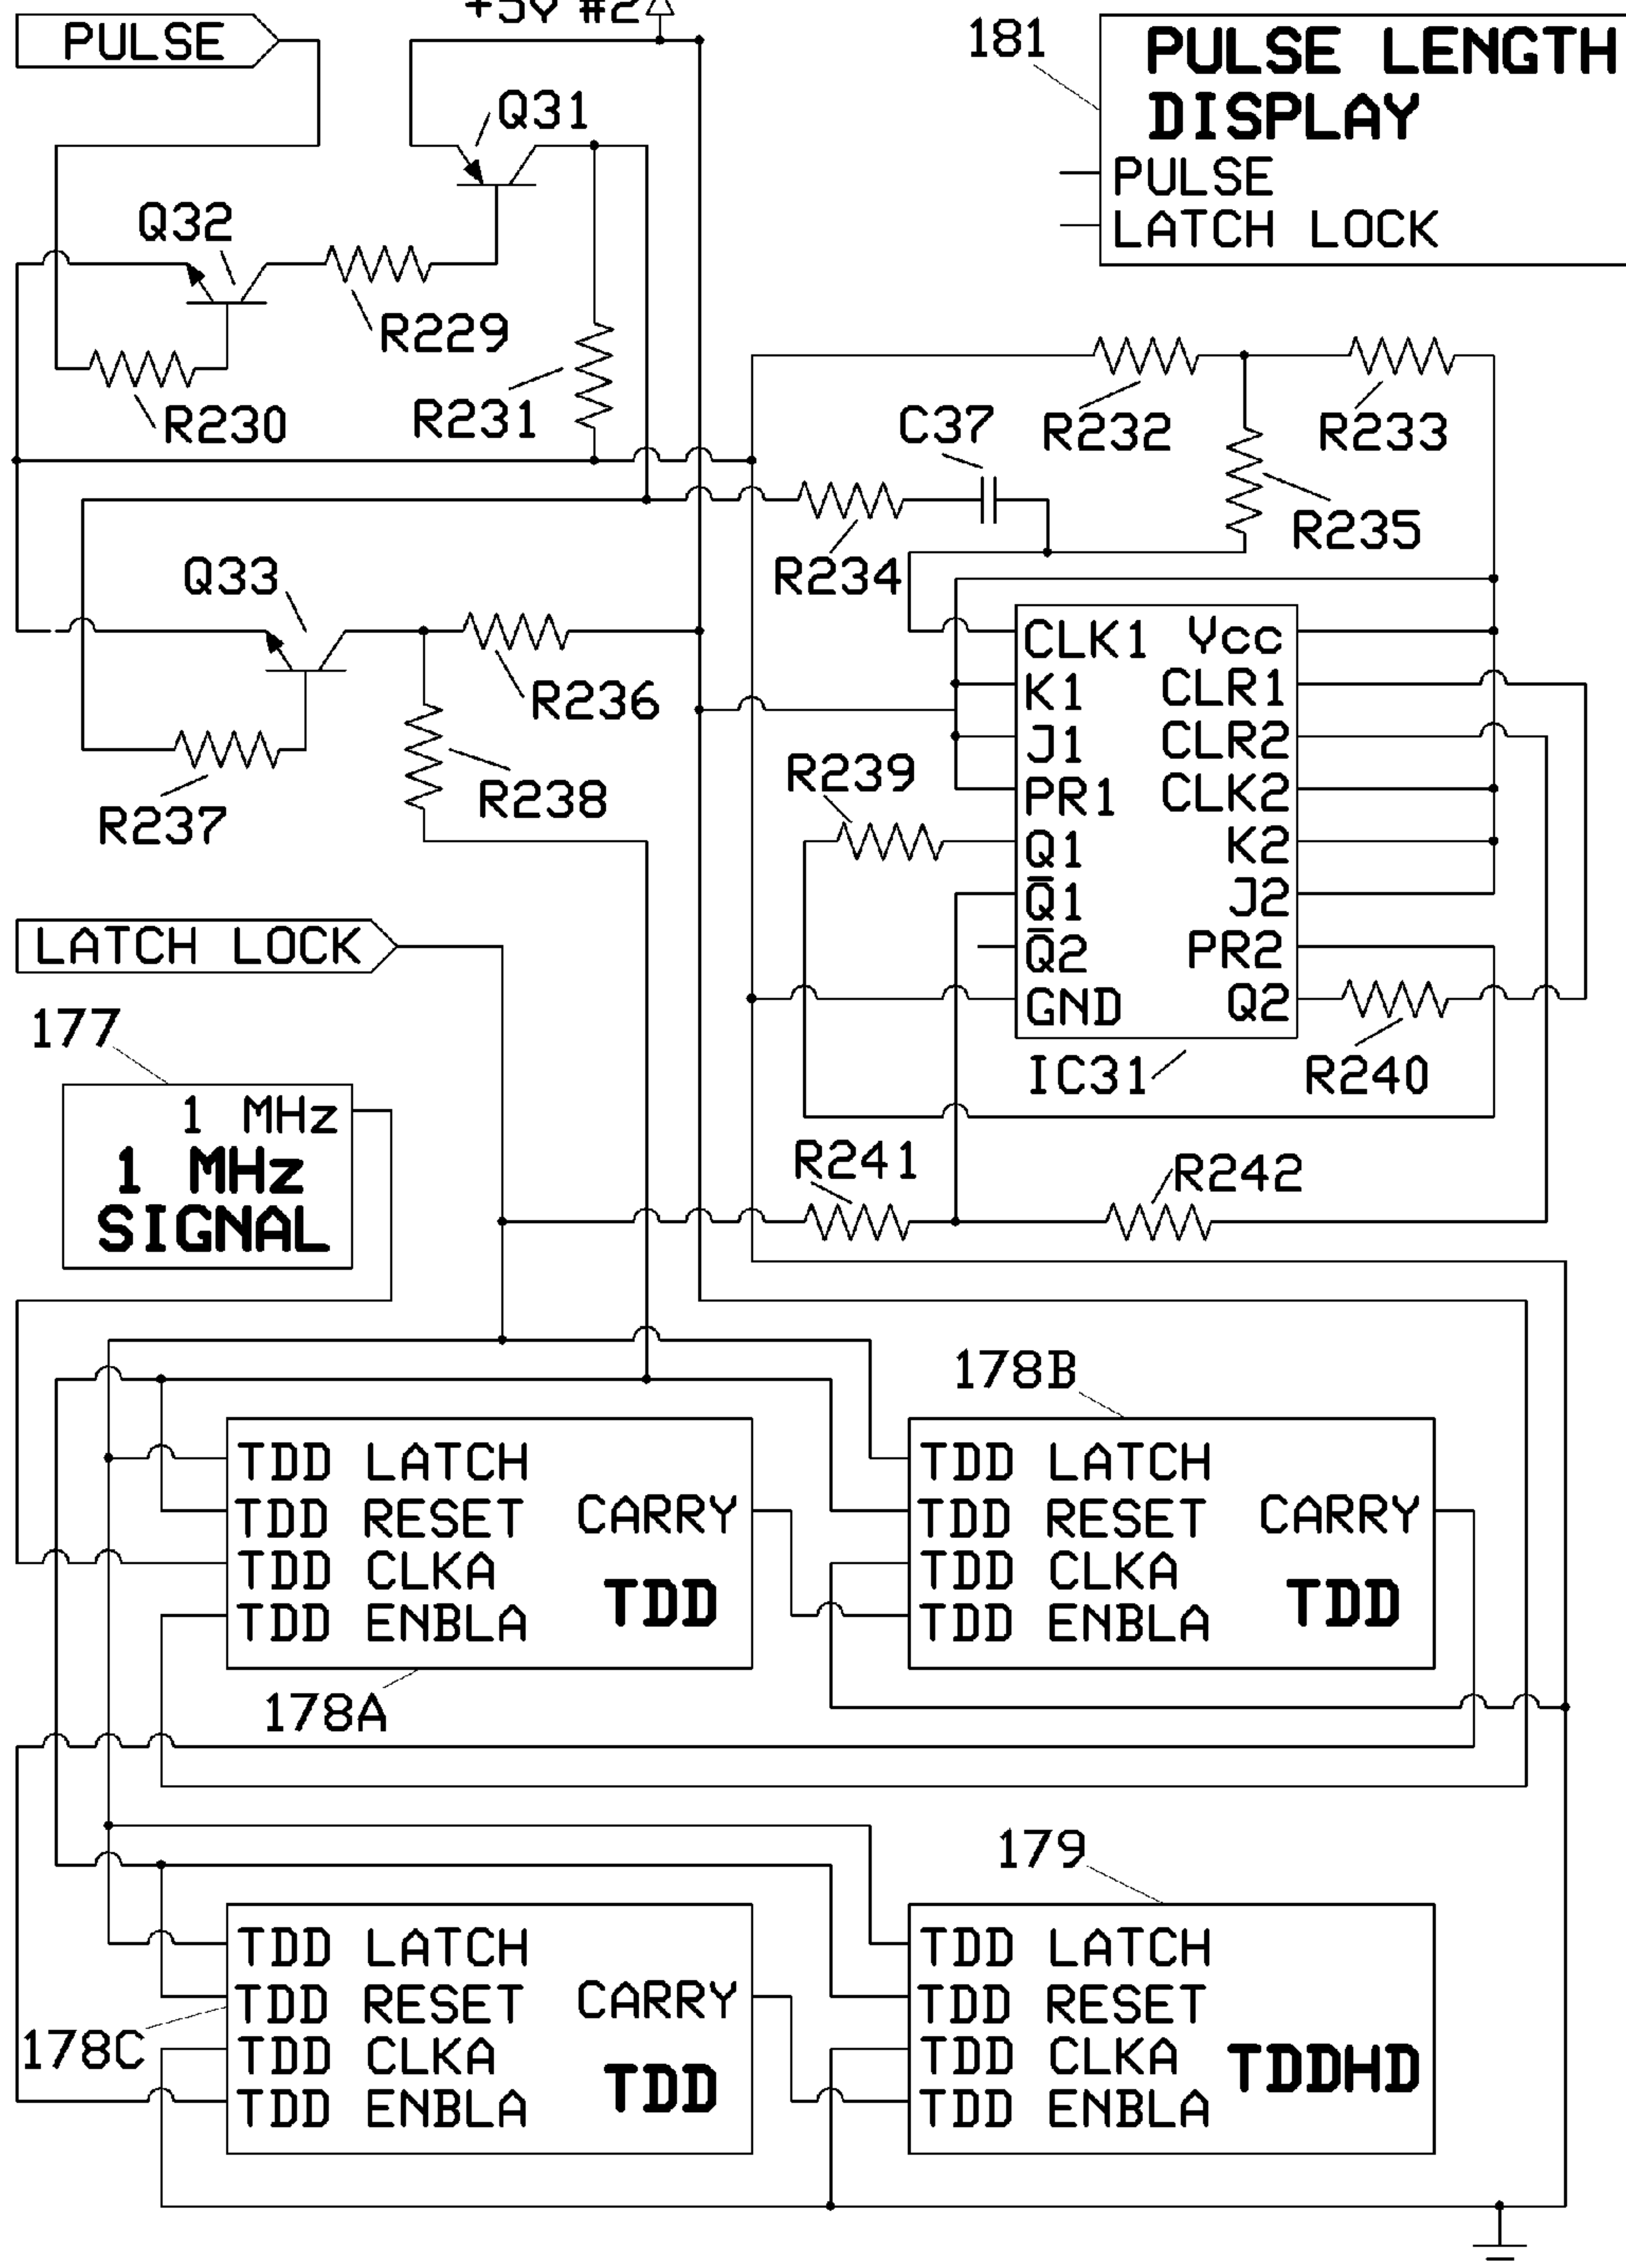 +5V #2
PULSE
181
PULSE LENGTH
DISPLAY
PULSE
LATCH LOCK
Q31
Q32
R229
R230
R231
C37
R232
R233
R234
R235
Q33
R236
R237
R238
R239
CLK1 Vcc
K1 CLR1
J1 CLR2
PR1 CLK2
Q1 K2
Q̅1 J2
Q̅2 PR2
GND Q2
IC31
R240
LATCH LOCK
177
1 MHz
1 MHz
SIGNAL
R241
R242
178B
TDD LATCH
TDD RESET CARRY
TDD CLKA
TDD
TDD ENBLA
178A
TDD LATCH
TDD RESET CARRY
TDD CLKA
TDD
TDD ENBLA
179
TDD LATCH
TDD RESET CARRY
TDD CLKA
TDD
TDD ENBLA
178C
TDD LATCH
TDD RESET
TDD CLKA
TDDHD
TDD ENBLA